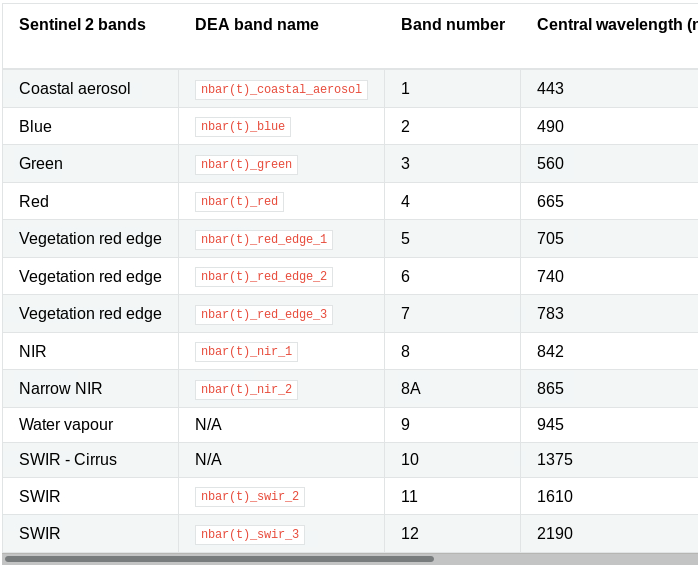 Sentinel 2 bands DEA band name Band number Central wavelength (n
Coastal aerosol nbar(t)_coastal_aerosol 1 443
Blue nbar(t)_blue 2 490
Green nbar(t)_green 3 560
Red nbar(t)_red 4 665
Vegetation red edge nbar(t)_red_edge_1 5 705
Vegetation red edge nbar(t)_red_edge_2 6 740
Vegetation red edge nbar(t)_red_edge_3 7 783
NIR nbar(t)_nir_1 8 842
Narrow NIR nbar(t)_nir_2 8A 865
Water vapour N/A 9 945
SWIR - Cirrus N/A 10 1375
SWIR nbar(t)_swir_2 11 1610
SWIR nbar(t)_swir_3 12 2190